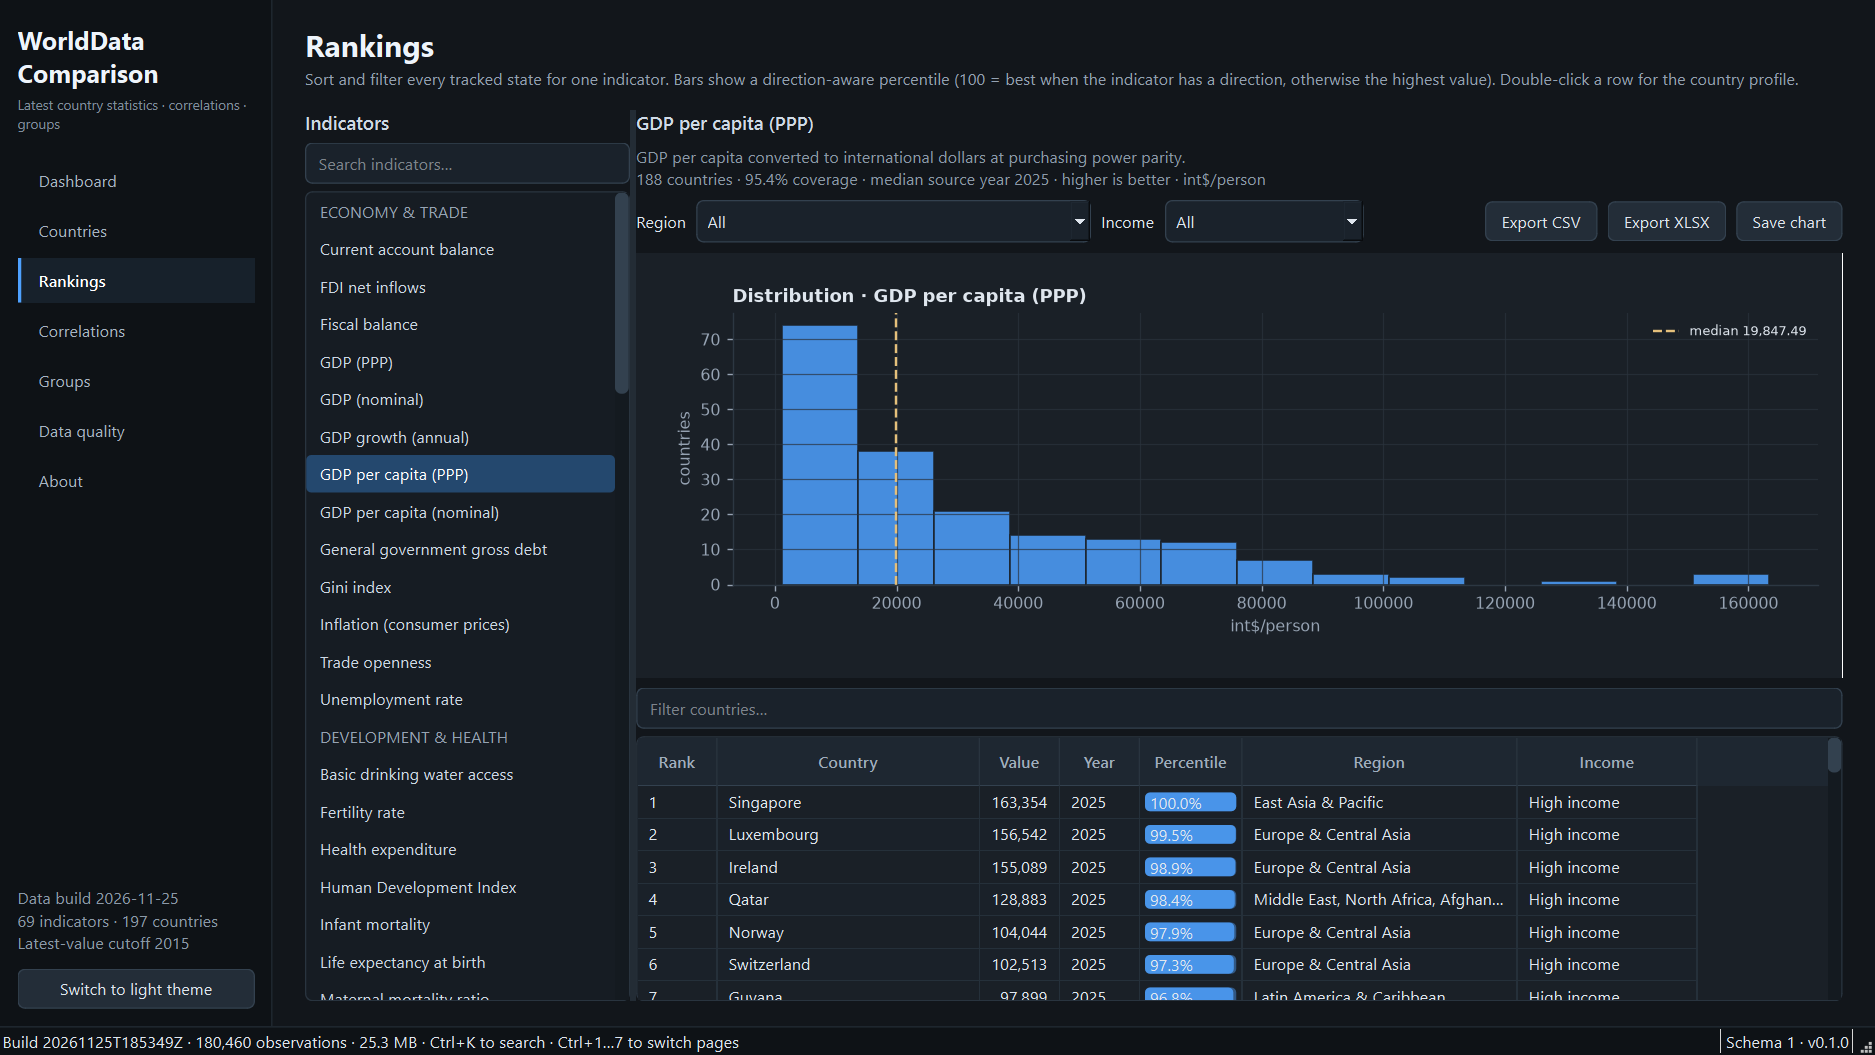 WorldData
Comparison
Latest country statistics · correlations ·
groups
Dashboard
Countries
Rankings
Correlations
Groups
Data quality
About
Data build 2026-11-25
69 indicators · 197 countries
Latest-value cutoff 2015
Switch to light theme
Rankings
Sort and filter every tracked state for one indicator. Bars show a direction-aware percentile (100 = best when the indicator has a direction, otherwise the highest value). Double-click a row for the country profile.
Indicators
Search indicators...
ECONOMY & TRADE
Current account balance
FDI net inflows
Fiscal balance
GDP (PPP)
GDP (nominal)
GDP growth (annual)
GDP per capita (PPP)
GDP per capita (nominal)
General government gross debt
Gini index
Inflation (consumer prices)
Trade openness
Unemployment rate
DEVELOPMENT & HEALTH
Basic drinking water access
Fertility rate
Health expenditure
Human Development Index
Infant mortality
Life expectancy at birth
Maternal mortality ratio
GDP per capita (PPP)
GDP per capita converted to international dollars at purchasing power parity.
188 countries · 95.4% coverage · median source year 2025 · higher is better · int$/person
Region All Income All Export CSV Export XLSX Save chart
Distribution · GDP per capita (PPP)
median 19,847.49
countries
70
60
50
40
30
20
10
0
0 20000 40000 60000 80000 100000 120000 140000 160000
int$/person
Filter countries...
Rank Country Value Year Percentile Region Income
1 Singapore 163,354 2025 100.0% East Asia & Pacific High income
2 Luxembourg 156,542 2025 99.5% Europe & Central Asia High income
3 Ireland 155,089 2025 98.9% Europe & Central Asia High income
4 Qatar 128,883 2025 98.4% Middle East, North Africa, Afghan... High income
5 Norway 104,044 2025 97.9% Europe & Central Asia High income
6 Switzerland 102,513 2025 97.3% Europe & Central Asia High income
7 Guyana 97,899 2025 96.8% Latin America & Caribbean High income
Build 20261125T185349Z · 180,460 observations · 25.3 MB · Ctrl+K to search · Ctrl+1...7 to switch pages
Schema 1 · v0.1.0